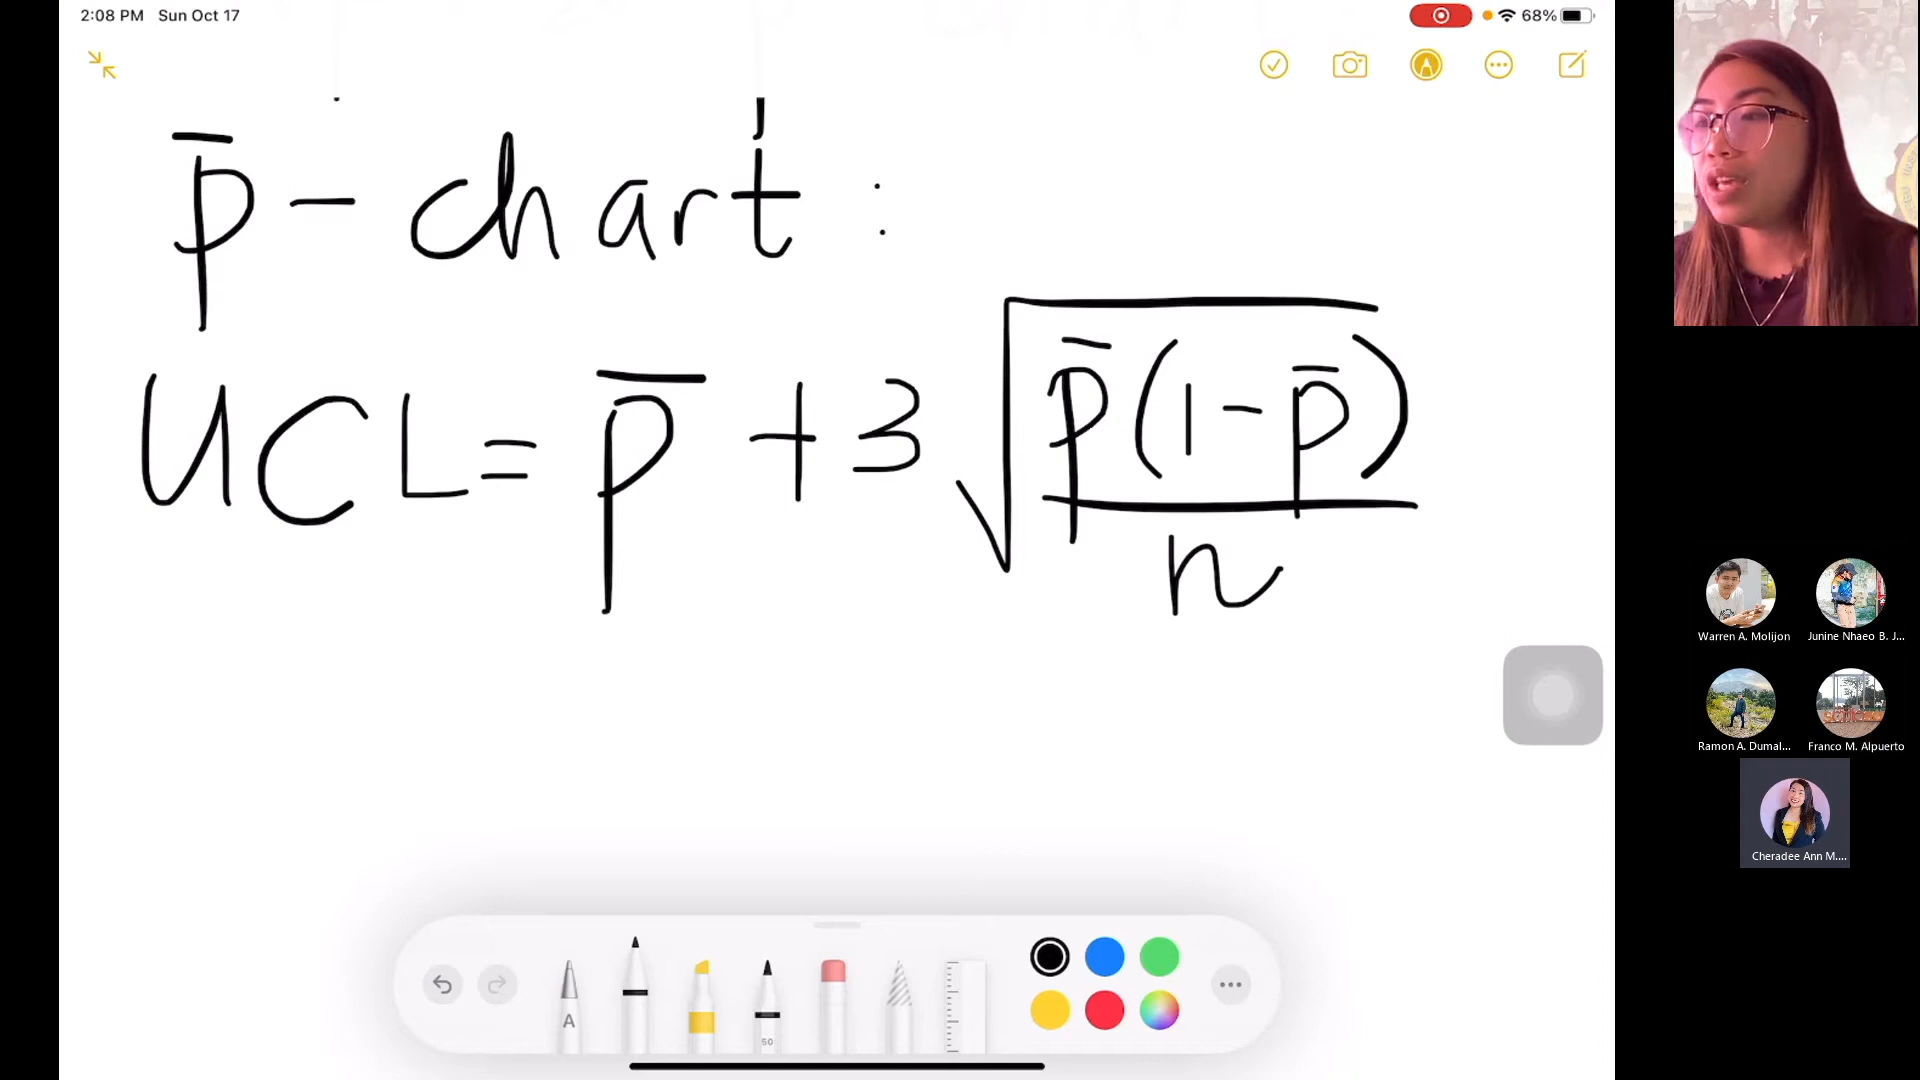 2:08 PM Sun Oct 17
68%
p̄ - chart :
UCL = p̄ + 3 √(p̄(1 - p̄) / n)
A
50
Warren A. Molijon
Junine Nhaeo B. J...
Ramon A. Dumal...
Franco M. Alpuerto
Cheradee Ann M....